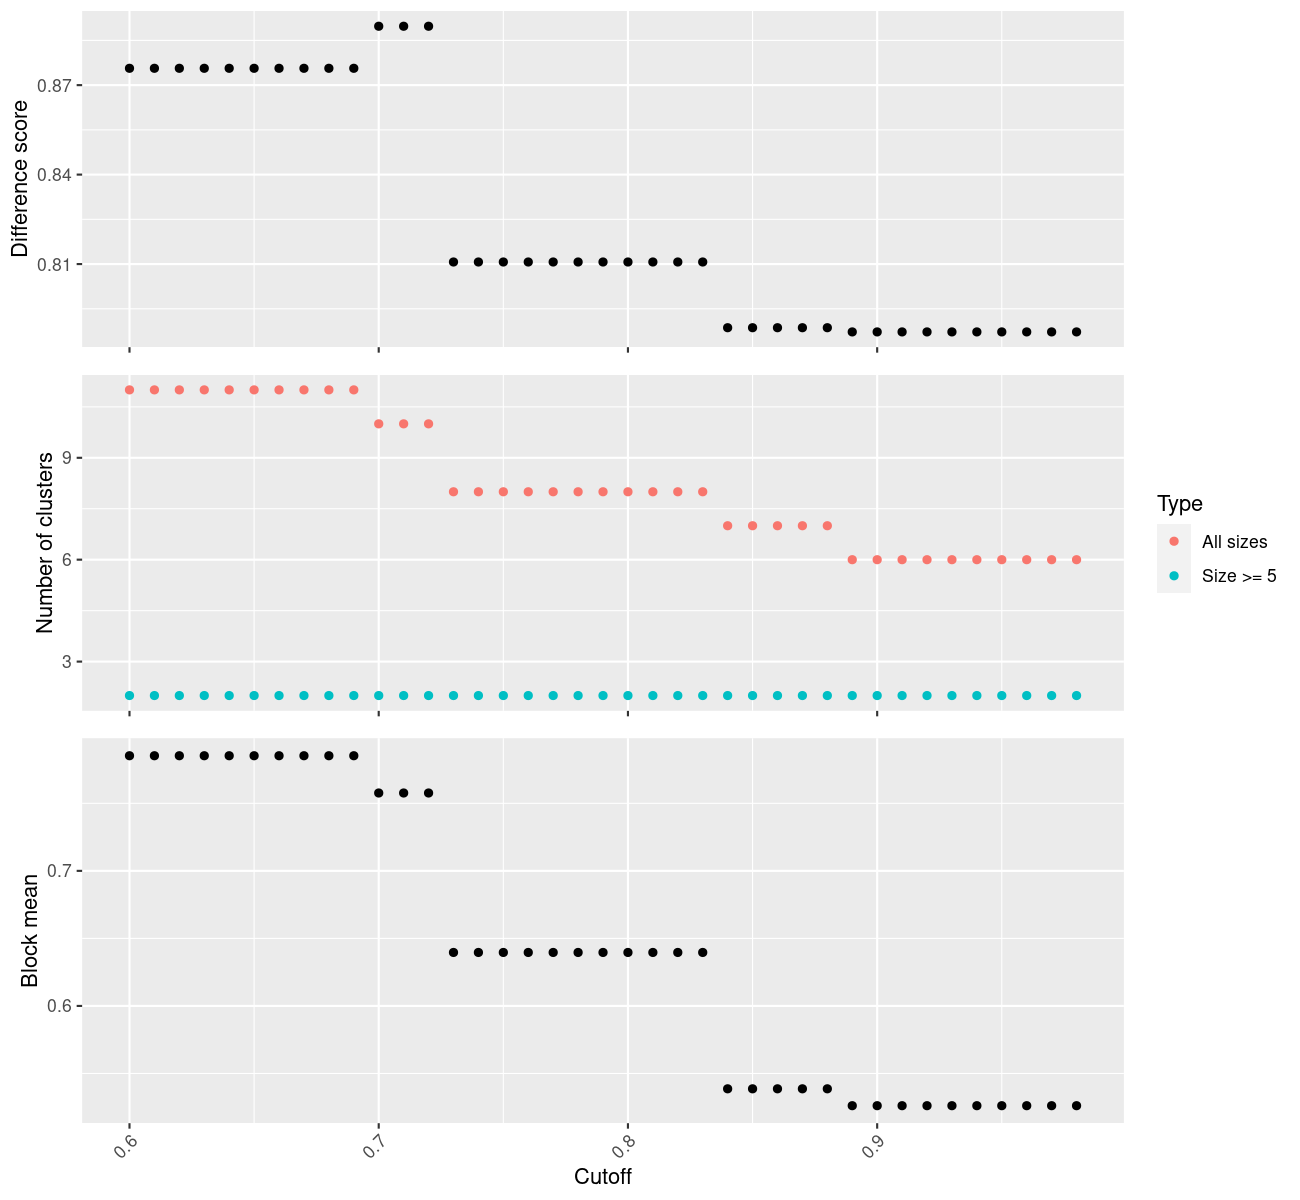 Difference score
0.87
0.84
0.81
Number of clusters
9
6
3
Type
All sizes
Size >= 5
Block mean
0.7
0.6
0.6
0.7
0.8
0.9
Cutoff